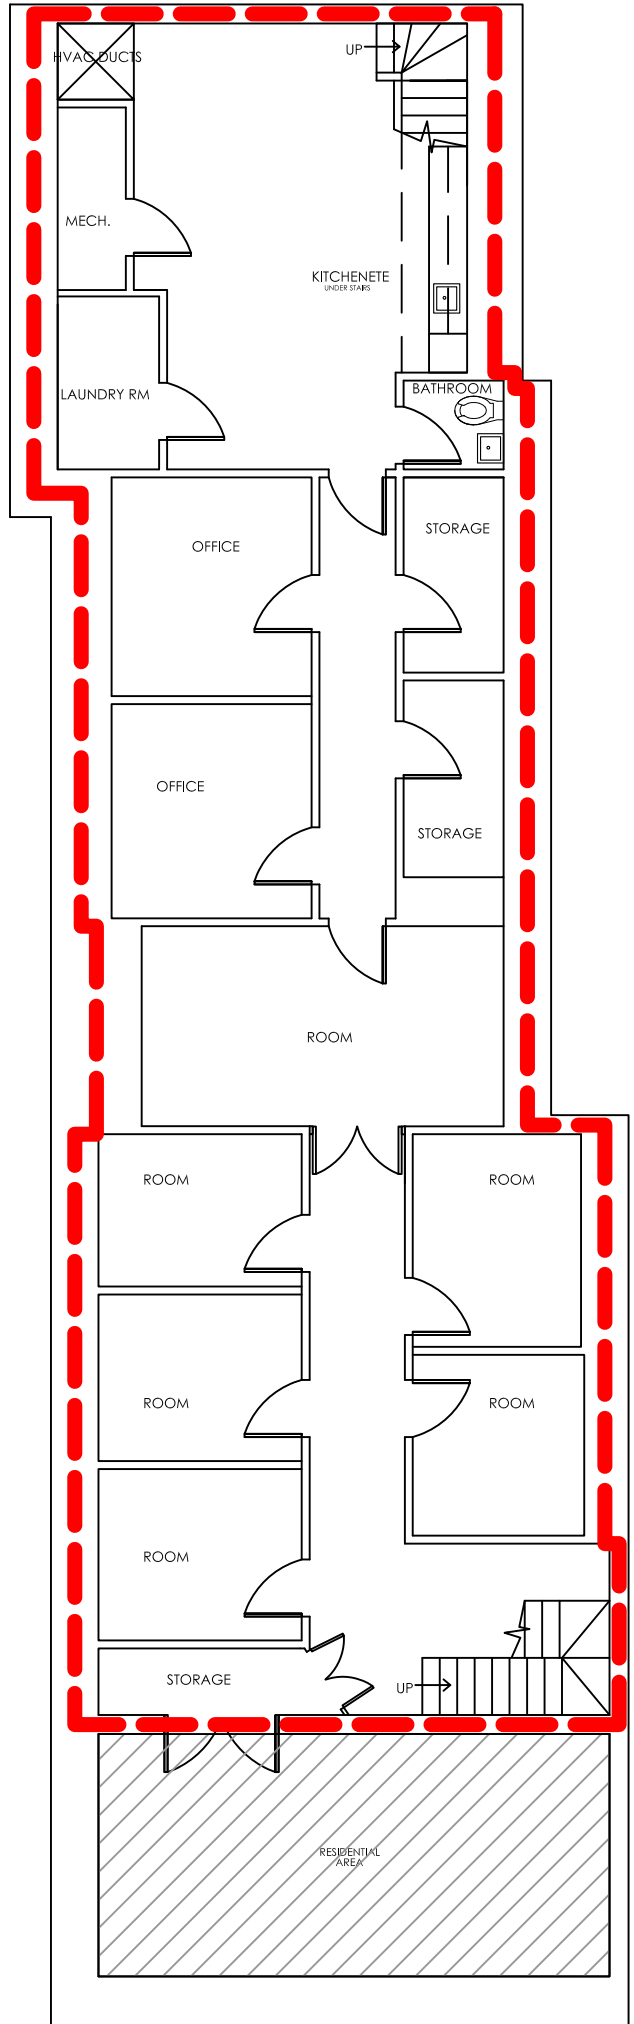 HVAC DUCTS
UP
MECH.
KITCHENETE
UNDER STAIRS
LAUNDRY RM
BATHROOM
OFFICE
STORAGE
OFFICE
STORAGE
ROOM
ROOM
ROOM
ROOM
ROOM
ROOM
STORAGE
UP
RESIDENTIAL
AREA